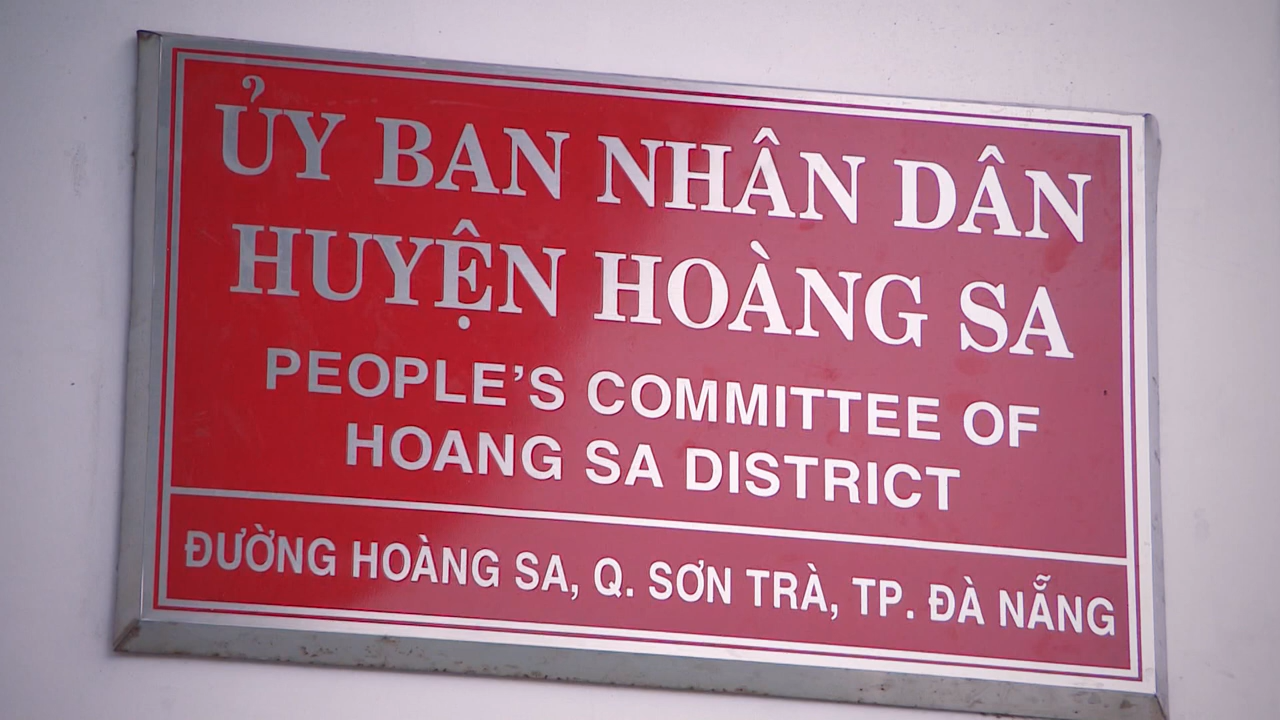 ỦY BAN NHÂN DÂN
HUYỆN HOÀNG SA
PEOPLE'S COMMITTEE OF
HOANG SA DISTRICT
ĐƯỜNG HOÀNG SA, Q. SƠN TRÀ, TP. ĐÀ NẴNG